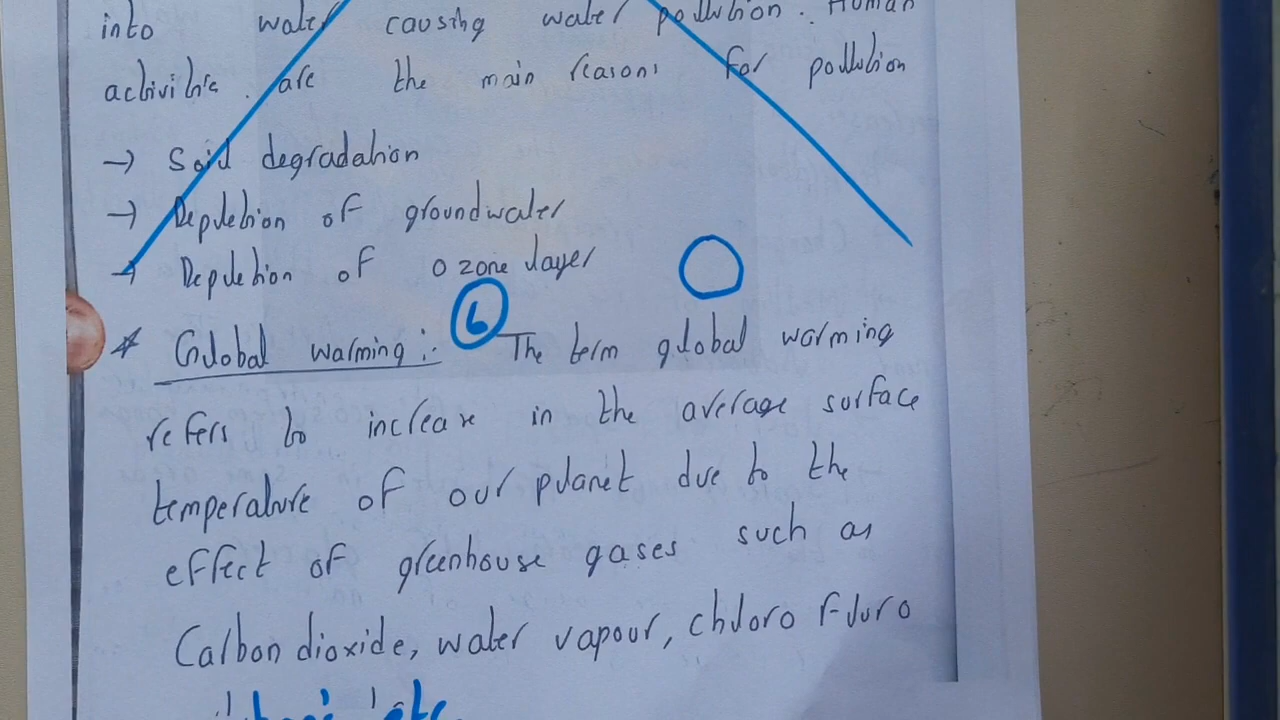 into water causing water pollution. Human
activities. are the main reasons for pollution
→ Soil degradation
→ Depletion of groundwater
→ Depletion of ozone layer
* Global warming :- 6 The term global warming
refers to increase in the average surface
temperature of our planet due to the
effect of greenhouse gases such as
Carbon dioxide, water vapour, chloro fluro
etc